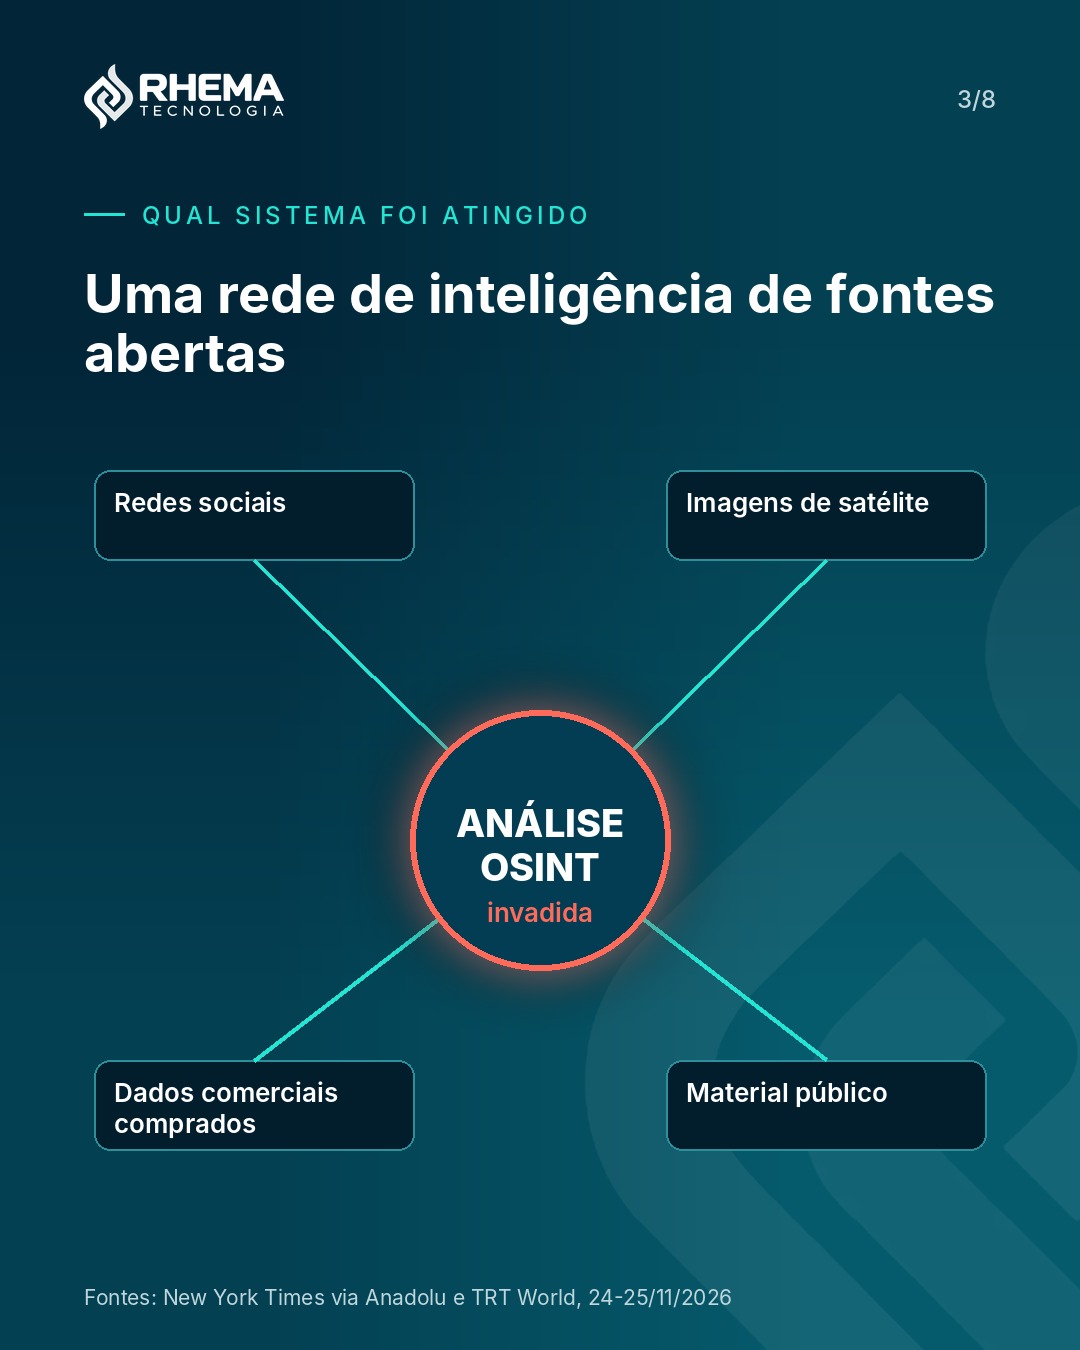 RHEMA
TECNOLOGIA
3/8
QUAL SISTEMA FOI ATINGIDO
Uma rede de inteligência de fontes
abertas
Redes sociais
Imagens de satélite
ANÁLISE
OSINT
invadida
Dados comerciais
comprados
Material público
Fontes: New York Times via Anadolu e TRT World, 24-25/11/2026